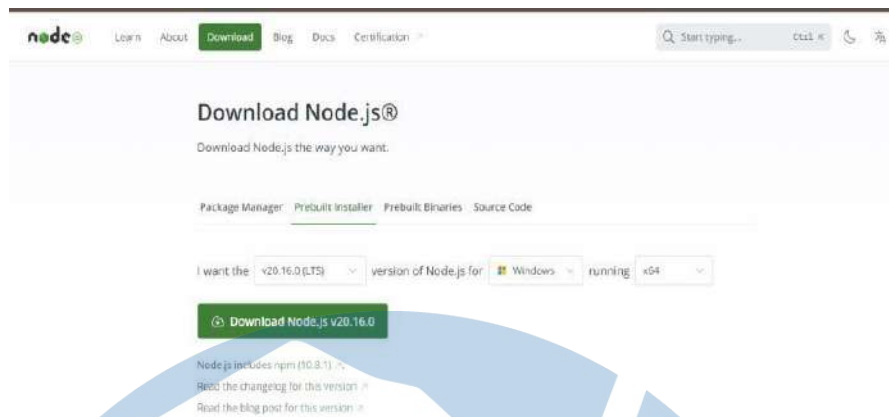 node
Learn About Download Blog Docs Certification
Start typing... Ctrl K
Download Node.js®
Download Node.js the way you want.
Package Manager Prebuilt Installer Prebuilt Binaries Source Code
I want the v20.16.0 (LTS) version of Node.js for Windows running x64
Download Node.js v20.16.0
Node.js includes npm (10.8.1)
Read the changelog for this version
Read the blog post for this version